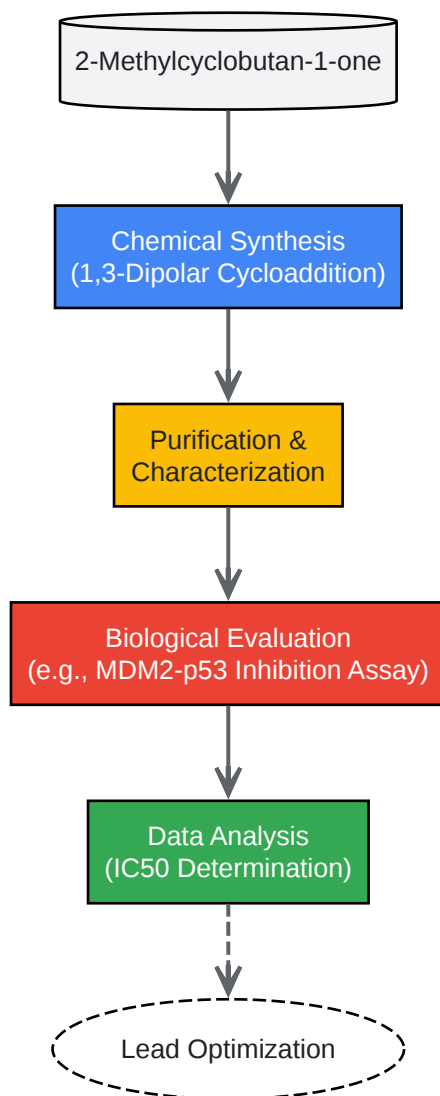 2-Methylcyclobutan-1-one
Chemical Synthesis
(1,3-Dipolar Cycloaddition)
Purification &
Characterization
Biological Evaluation
(e.g., MDM2-p53 Inhibition Assay)
Data Analysis
(IC50 Determination)
Lead Optimization